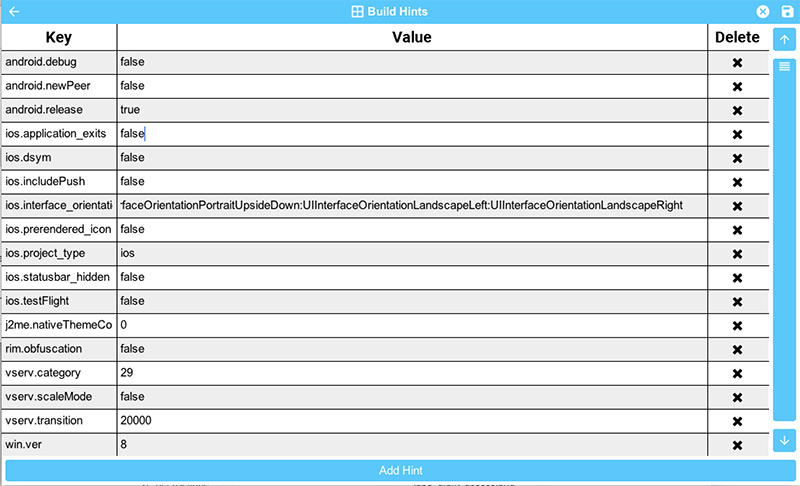 Build Hints
Key Value Delete
android.debug false
android.newPeer false
android.release true
ios.application_exits false
ios.dsym false
ios.includePush false
ios.interface_orientati faceOrientationPortraitUpsideDown:UIInterfaceOrientationLandscapeLeft:UIInterfaceOrientationLandscapeRight
ios.prerendered_icon false
ios.project_type ios
ios.statusbar_hidden false
ios.testFlight false
j2me.nativeThemeCo 0
rim.obfuscation false
vserv.category 29
vserv.scaleMode false
vserv.transition 20000
win.ver 8
Add Hint